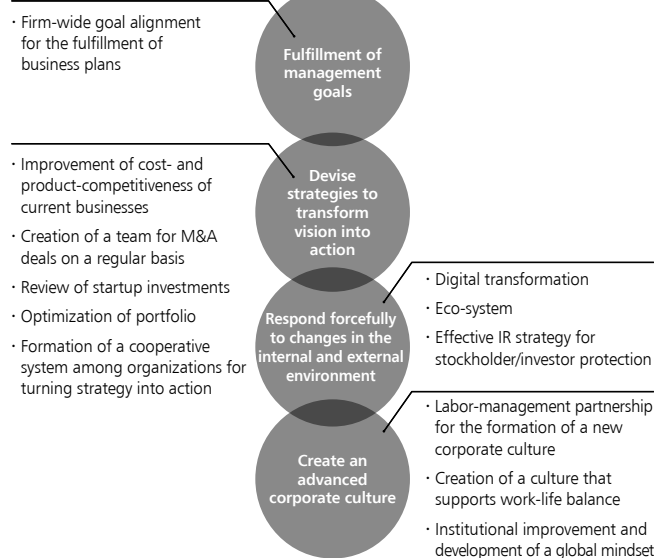 · Firm-wide goal alignment
for the fulfillment of
business plans
Fulfillment of
management
goals
Devise
strategies to
transform
vision into
action
· Improvement of cost- and
product-competitiveness of
current businesses
· Creation of a team for M&A
deals on a regular basis
· Review of startup investments
· Optimization of portfolio
· Formation of a cooperative
system among organizations for
turning strategy into action
Respond forcefully
to changes in the
internal and external
environment
· Digital transformation
· Eco-system
· Effective IR strategy for
stockholder/investor protection
Create an
advanced
corporate culture
· Labor-management partnership
for the formation of a new
corporate culture
· Creation of a culture that
supports work-life balance
· Institutional improvement and
development of a global mindset